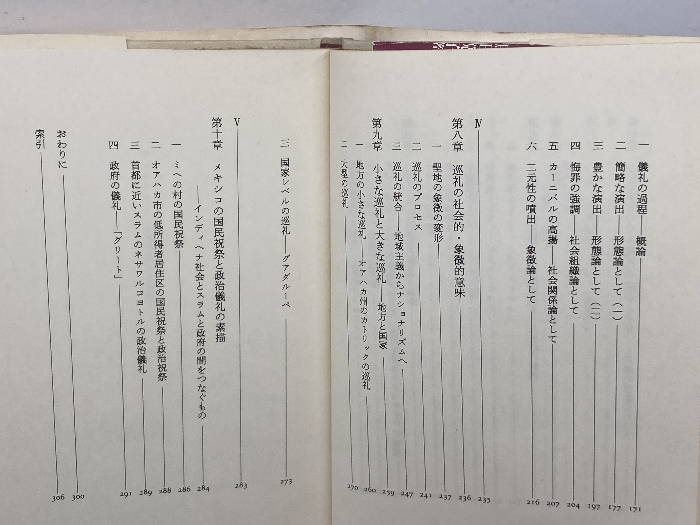 一 儀礼の過程――概論 171
二 簡略な演出――形態論として(一) 177
三 豊かな演出――形態論として(二) 197
四 悔罪の強調――社会組織論として 204
五 カーニバルの高揚――社会関係論として 207
六 二元性の噴出――象徴論として 216
Ⅳ 235
第八章 巡礼の社会的・象徴的意味 236
一 聖地の象徴の変形 237
二 巡礼のプロセス 241
三 巡礼の統合――地域主義からナショナリズムへ 247
第九章 小さな巡礼と大きな巡礼――地方と国家 259
一 地方の小さな巡礼――オアハカ州のカトリックの巡礼 260
二 大型の巡礼 270
三 国家レベルの巡礼――グアダルーペ 273
Ⅴ 283
第十章 メキシコの国民祝祭と政治儀礼の素描
――インディヘナ社会とスラムと政府の間をつなぐもの 284
一 ミヘの村の国民祝祭 286
二 オアハカ市の低所得者居住区の国民祝祭と政治祝祭 288
三 首都に近いスラムのネサワルコヨトルの政治儀礼 289
四 政府の儀礼――「グリート」 291
おわりに 300
索引 306